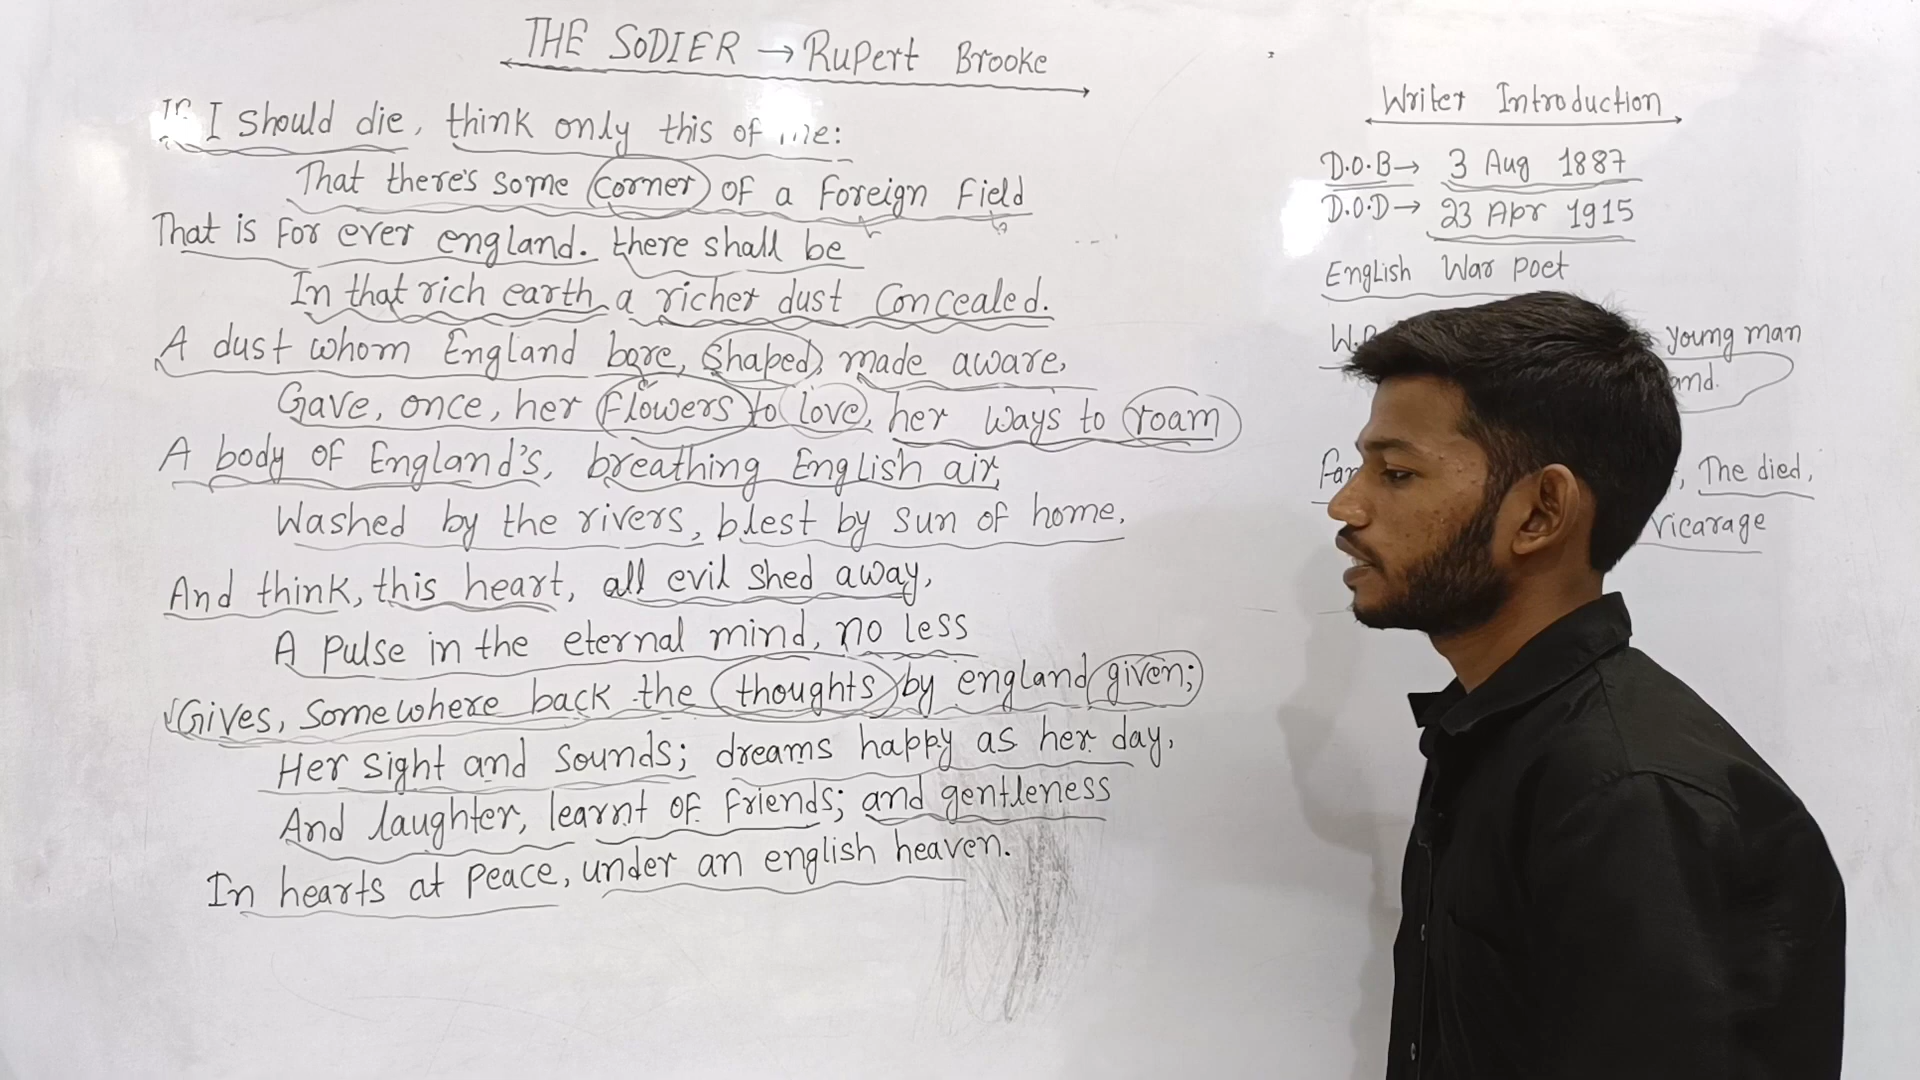 THE SODIER → Rupert Brooke
If I should die, think only this of me:
That there's some corner of a foreign field
That is for ever england. there shall be
In that rich earth a richer dust concealed.
A dust whom England bore, shaped, made aware,
Gave, once, her flowers to love, her ways to roam
A body of England's, breathing English air,
Washed by the rivers, blest by sun of home.
And think, this heart, all evil shed away,
A pulse in the eternal mind, no less
Gives, somewhere back the thoughts by england given;
Her sight and sounds; dreams happy as her day,
And laughter, learnt of friends; and gentleness
In hearts at peace, under an english heaven.
Writer Introduction
D.O.B → 3 Aug 1887
D.O.D → 23 Apr 1915
English War poet
young man
The died,
Vicarage